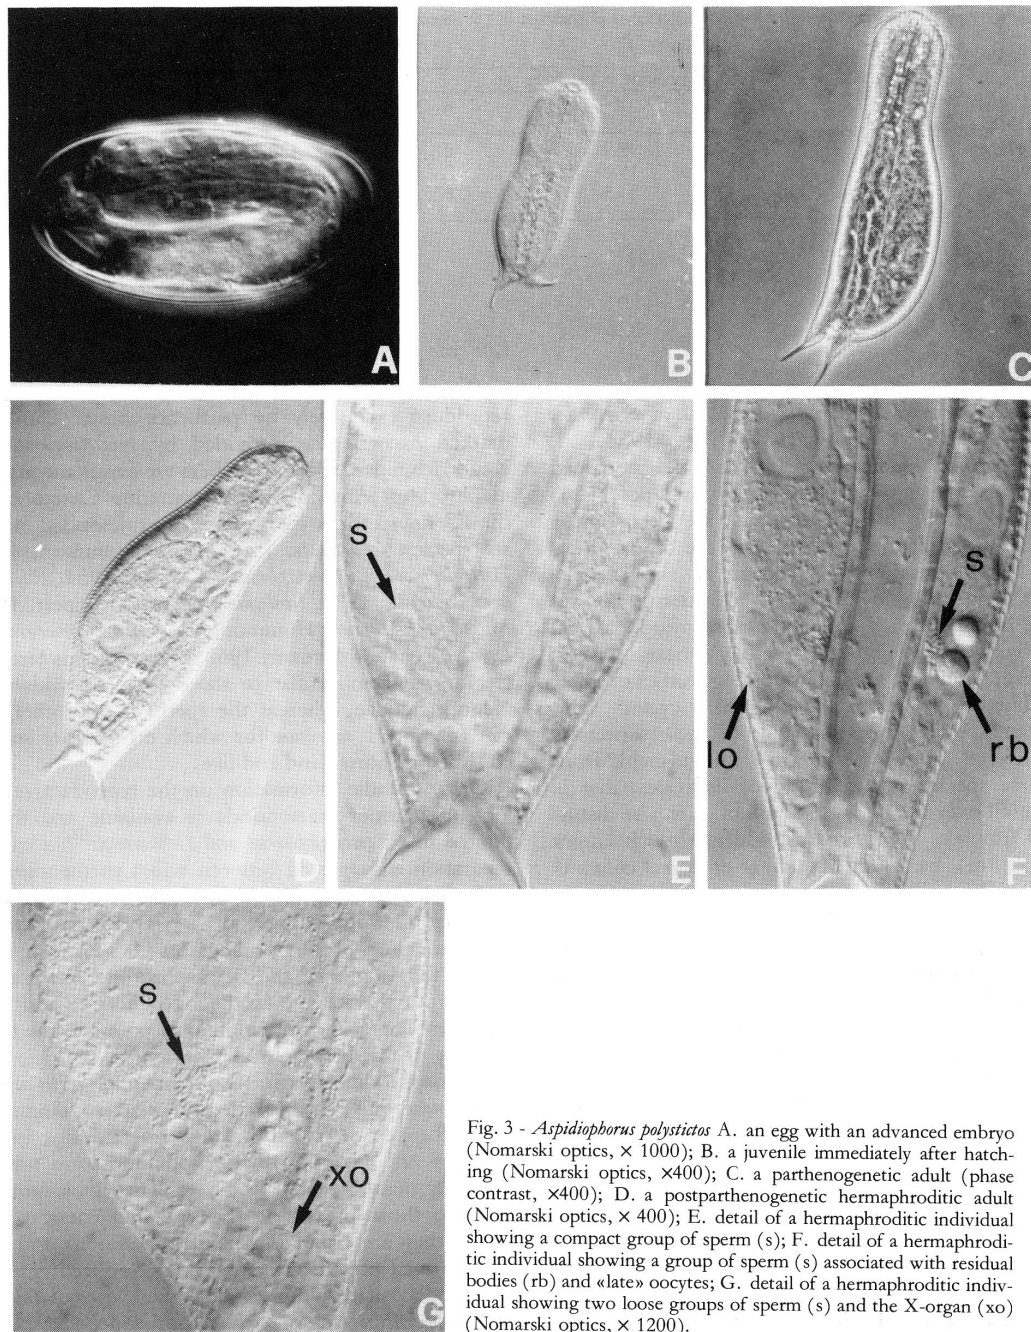 A
B
C
s
s
lo
rb
D
E
F
s
xo
G
Fig. 3 - Aspidiophorus polystictos A. an egg with an advanced embryo
(Nomarski optics, × 1000); B. a juvenile immediately after hatch-
ing (Nomarski optics, ×400); C. a parthenogenetic adult (phase
contrast, ×400); D. a postparthenogenetic hermaphroditic adult
(Nomarski optics, × 400); E. detail of a hermaphroditic individual
showing a compact group of sperm (s); F. detail of a hermaphrodi-
tic individual showing a group of sperm (s) associated with residual
bodies (rb) and «late» oocytes; G. detail of a hermaphroditic indiv-
idual showing two loose groups of sperm (s) and the X-organ (xo)
(Nomarski optics, × 1200).